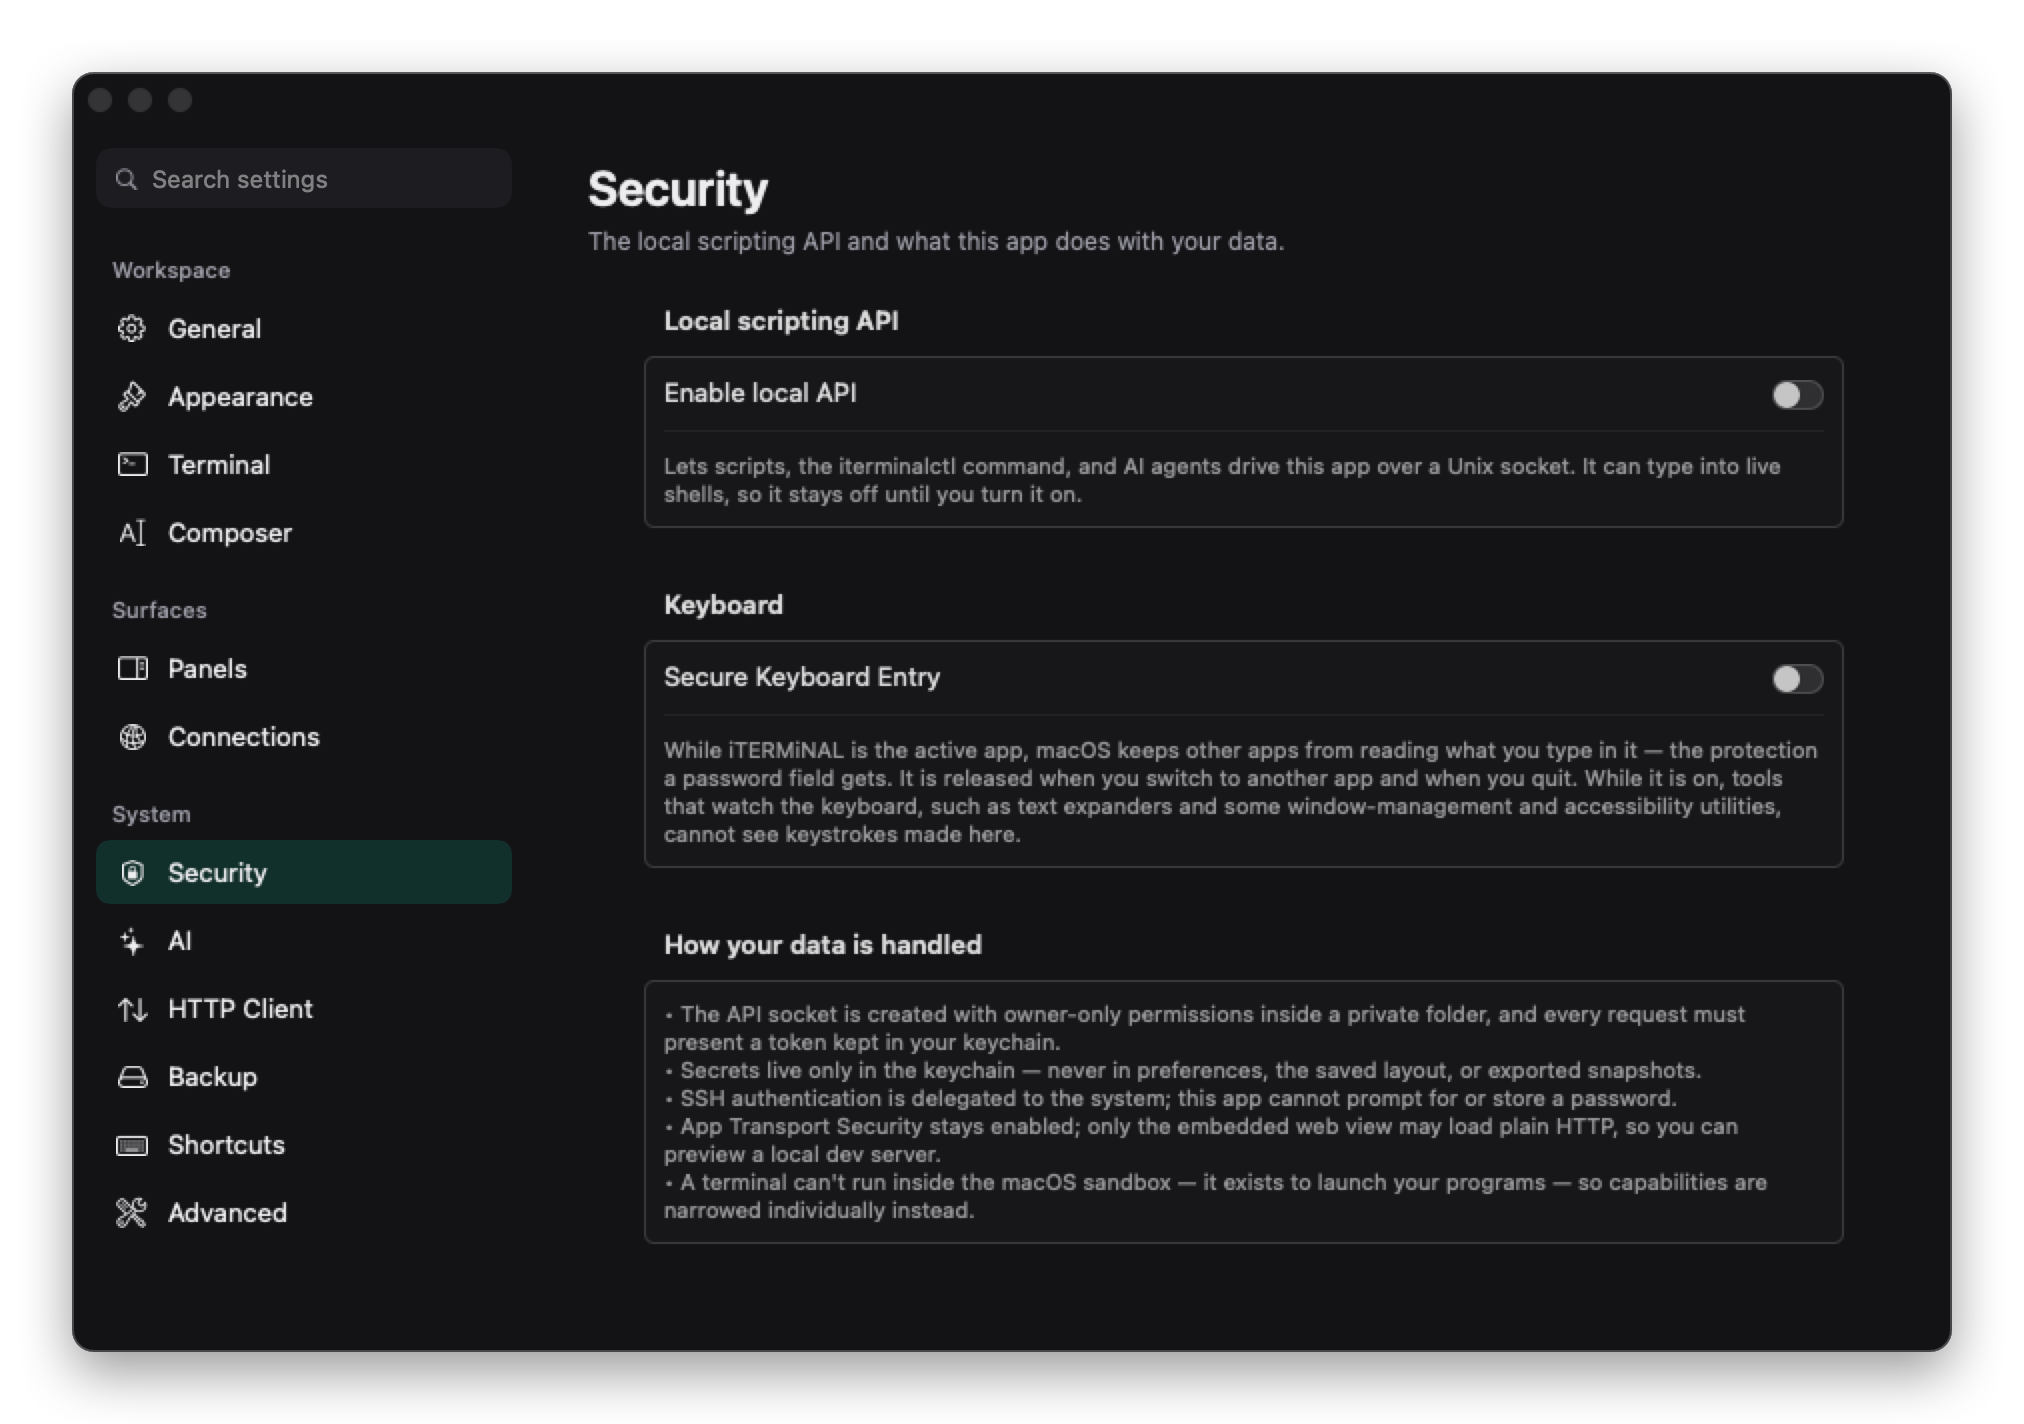 Search settings
Workspace
General
Appearance
Terminal
Composer
Surfaces
Panels
Connections
System
Security
AI
HTTP Client
Backup
Shortcuts
Advanced
Security
The local scripting API and what this app does with your data.
Local scripting API
Enable local API
Lets scripts, the iterminalctl command, and AI agents drive this app over a Unix socket. It can type into live
shells, so it stays off until you turn it on.
Keyboard
Secure Keyboard Entry
While iTERMiNAL is the active app, macOS keeps other apps from reading what you type in it — the protection
a password field gets. It is released when you switch to another app and when you quit. While it is on, tools
that watch the keyboard, such as text expanders and some window-management and accessibility utilities,
cannot see keystrokes made here.
How your data is handled
• The API socket is created with owner-only permissions inside a private folder, and every request must
present a token kept in your keychain.
• Secrets live only in the keychain — never in preferences, the saved layout, or exported snapshots.
• SSH authentication is delegated to the system; this app cannot prompt for or store a password.
• App Transport Security stays enabled; only the embedded web view may load plain HTTP, so you can
preview a local dev server.
• A terminal can't run inside the macOS sandbox — it exists to launch your programs — so capabilities are
narrowed individually instead.